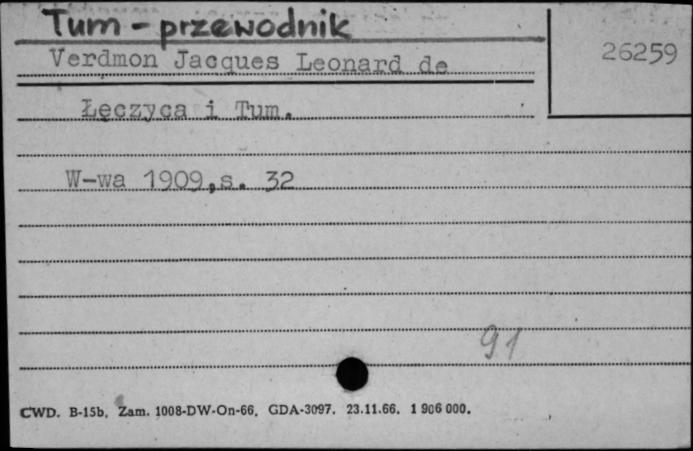 Tum - przewodnik
26259
Verdmon Jacques Leonard de
Łęczyca i Tum.
W-wa 1909,s. 32
91
CWD. B-15b. Zam. 1008-DW-On-66. GDA-3097. 23.11.66. 1 906 000.